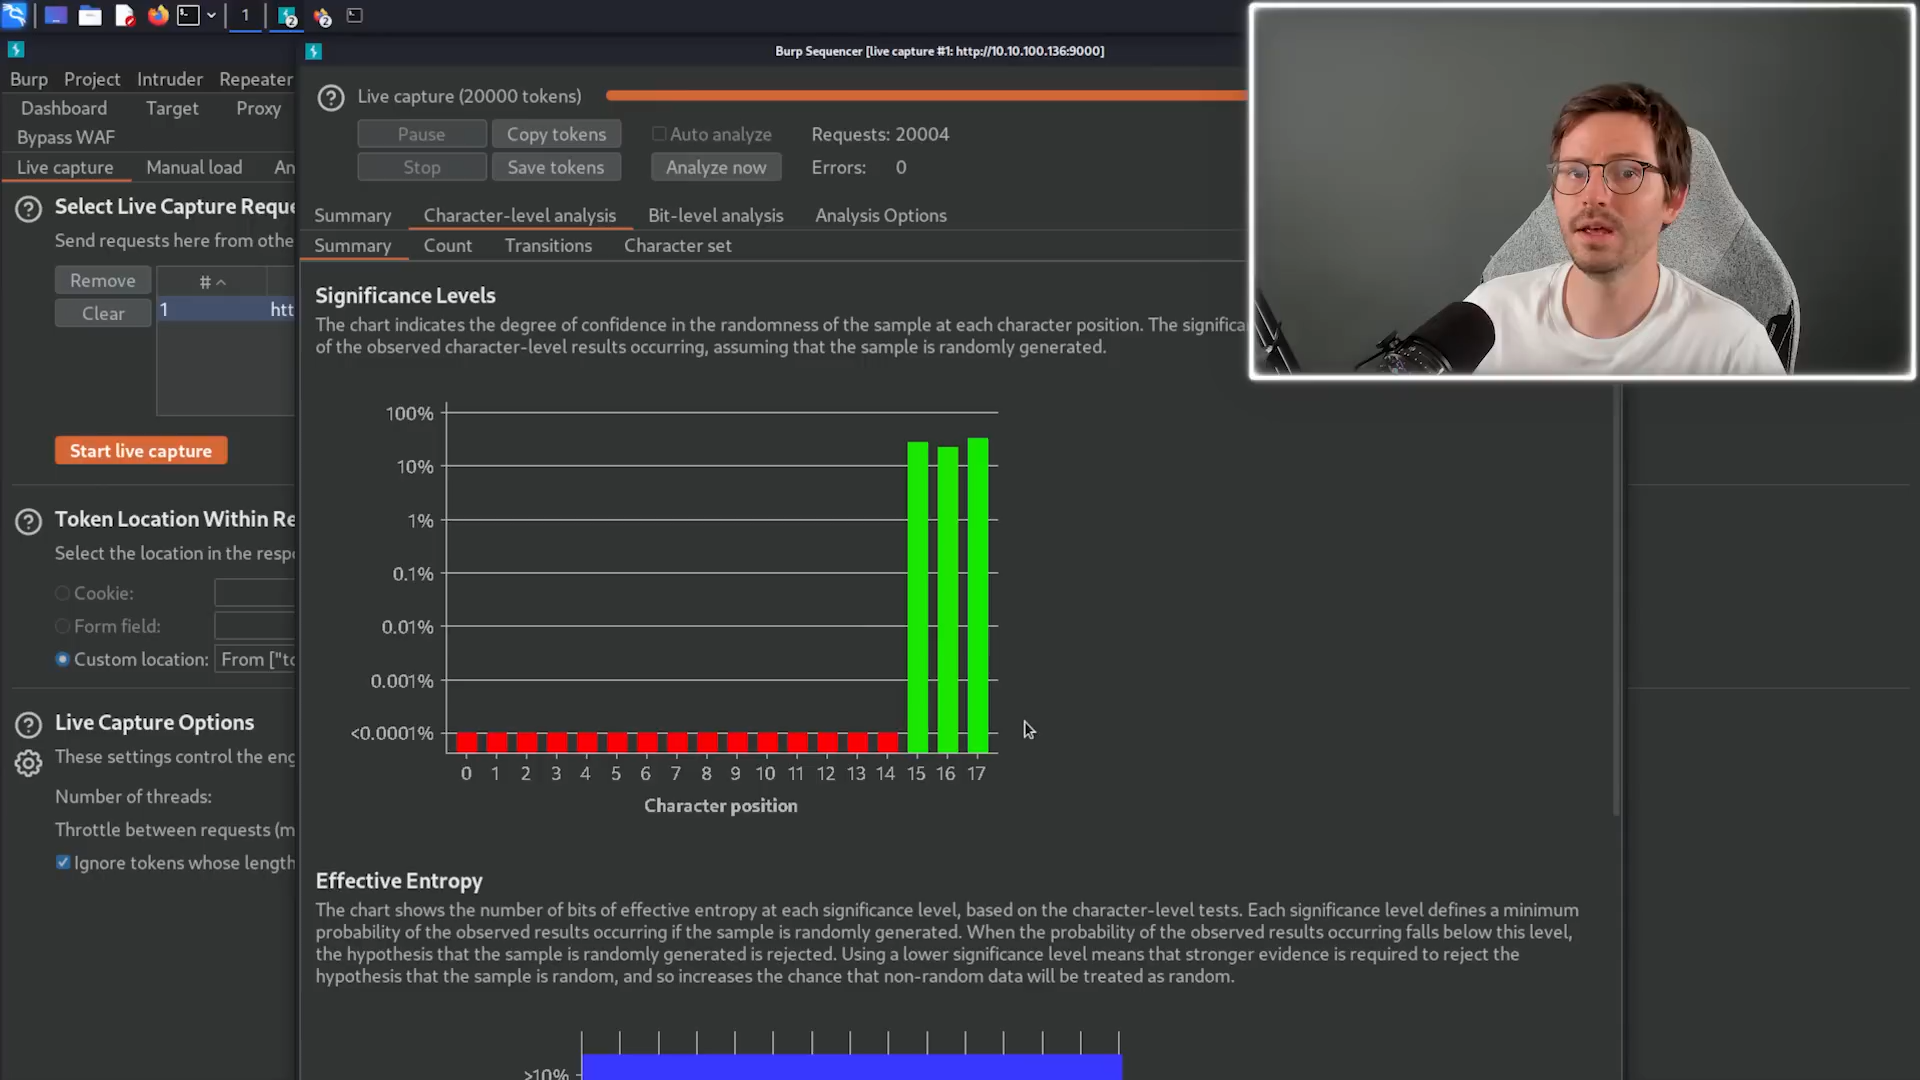 1
2
2
Burp Sequencer [live capture #1: http://10.10.100.136:9000]
Burp Project Intruder Repeater
Dashboard Target Proxy
Bypass WAF
Live capture Manual load An
Select Live Capture Reque
Send requests here from othe
Remove
Clear
# 
1 htt
Start live capture
Token Location Within Re
Select the location in the respo
Cookie:
Form field:
Custom location: From ["to
Live Capture Options
These settings control the eng
Number of threads:
Throttle between requests (m
Ignore tokens whose length
Live capture (20000 tokens)
Pause Copy tokens Auto analyze Requests: 20004
Stop Save tokens Analyze now Errors: 0
Summary Character-level analysis Bit-level analysis Analysis Options
Summary Count Transitions Character set
Significance Levels
The chart indicates the degree of confidence in the randomness of the sample at each character position. The significa
of the observed character-level results occurring, assuming that the sample is randomly generated.
100%
10%
1%
0.1%
0.01%
0.001%
<0.0001%
0 1 2 3 4 5 6 7 8 9 10 11 12 13 14 15 16 17
Character position
Effective Entropy
The chart shows the number of bits of effective entropy at each significance level, based on the character-level tests. Each significance level defines a minimum
probability of the observed results occurring if the sample is randomly generated. When the probability of the observed results occurring falls below this level,
the hypothesis that the sample is randomly generated is rejected. Using a lower significance level means that stronger evidence is required to reject the
hypothesis that the sample is random, and so increases the chance that non-random data will be treated as random.
>10%